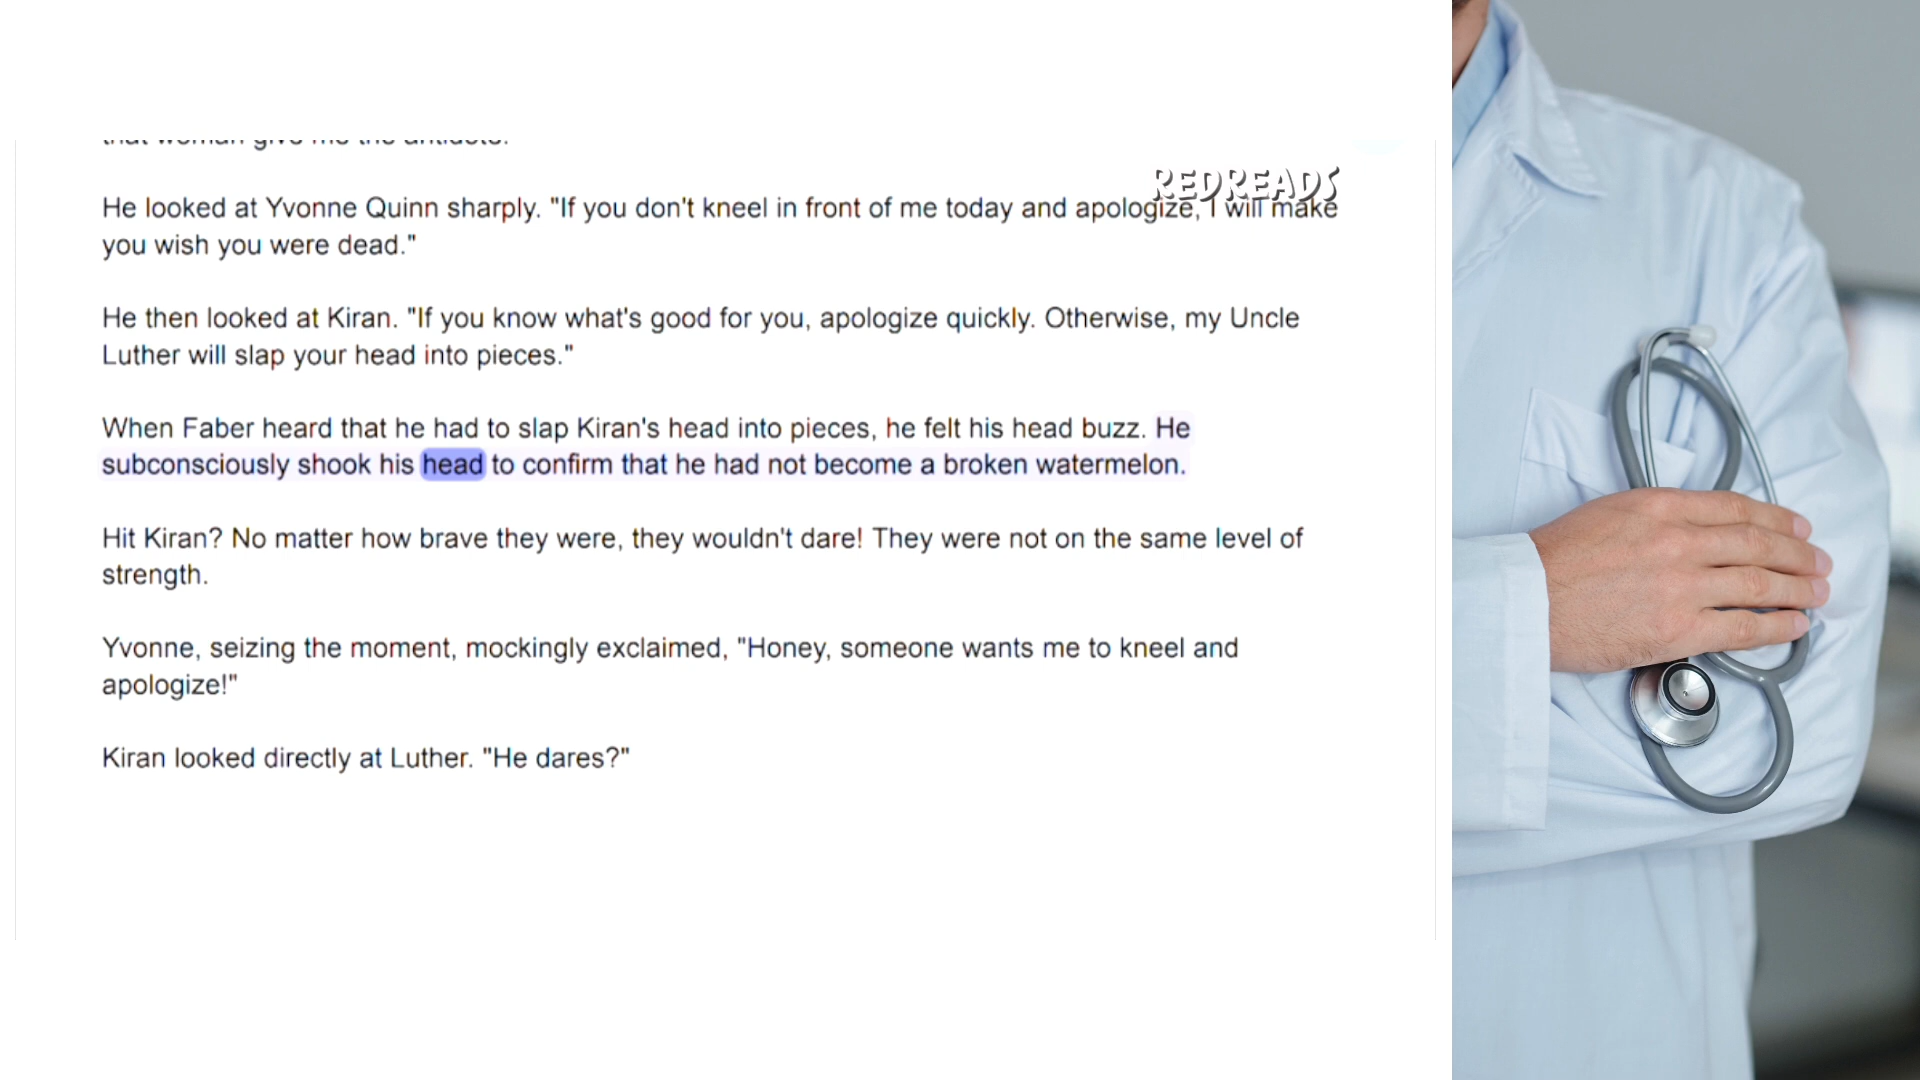 that woman give me the antidote.
REDREADS
He looked at Yvonne Quinn sharply. "If you don't kneel in front of me today and apologize, I will make
you wish you were dead."
He then looked at Kiran. "If you know what's good for you, apologize quickly. Otherwise, my Uncle
Luther will slap your head into pieces."
When Faber heard that he had to slap Kiran's head into pieces, he felt his head buzz. He
subconsciously shook his head to confirm that he had not become a broken watermelon.
Hit Kiran? No matter how brave they were, they wouldn't dare! They were not on the same level of
strength.
Yvonne, seizing the moment, mockingly exclaimed, "Honey, someone wants me to kneel and
apologize!"
Kiran looked directly at Luther. "He dares?"